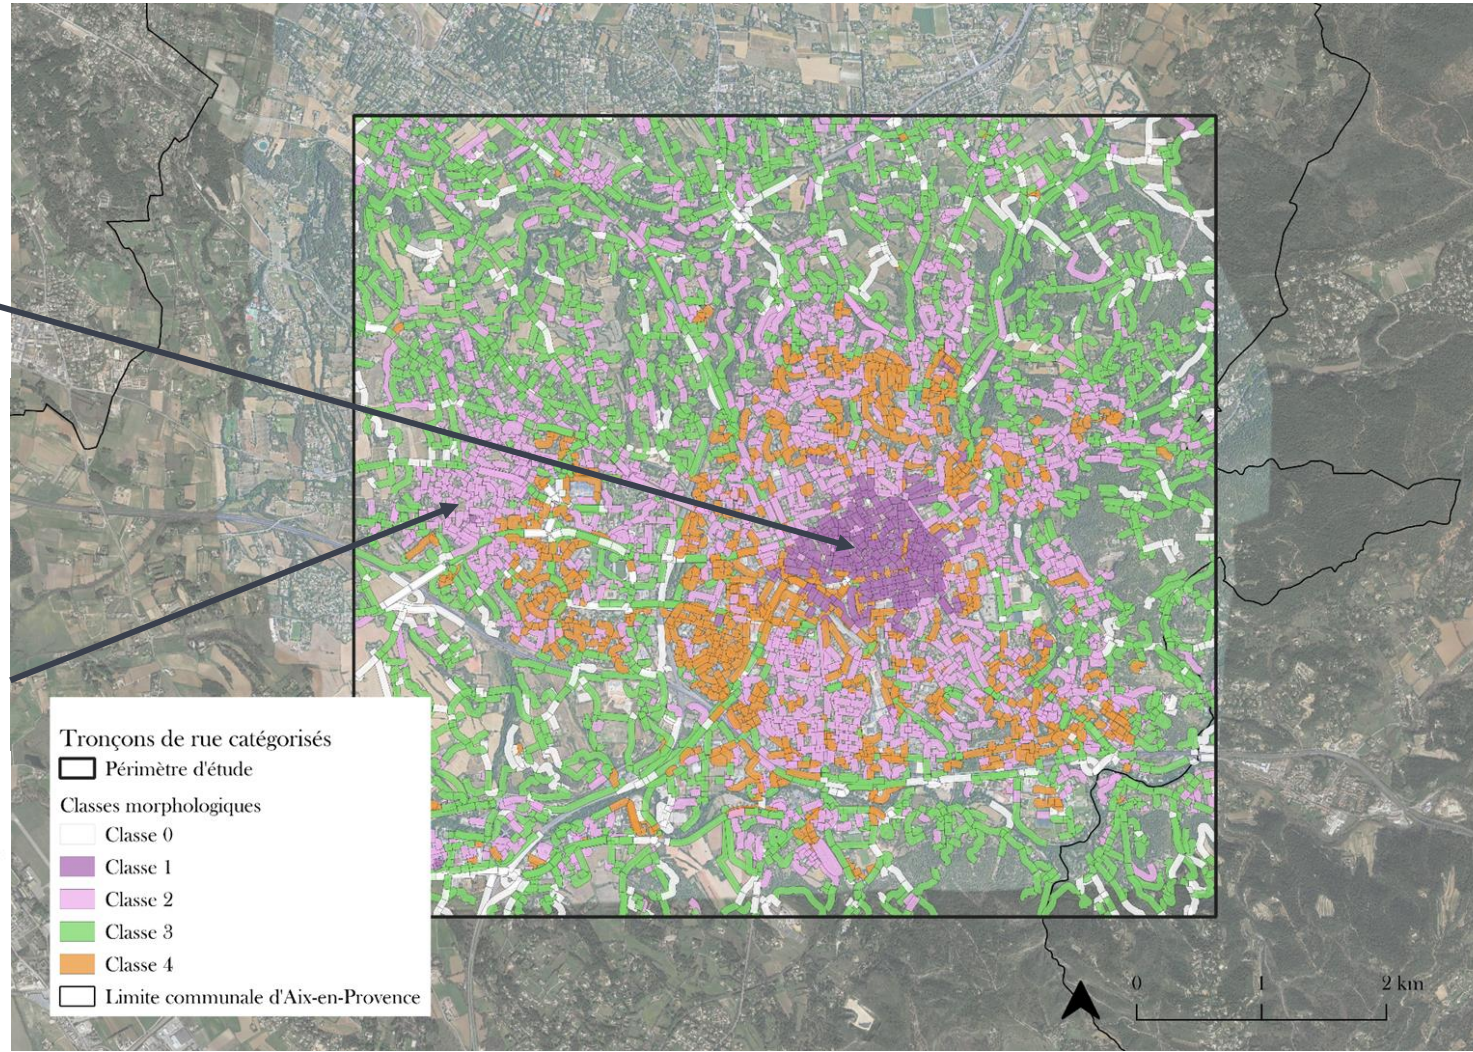 Tronçons de rue catégorisés
Périmètre d'étude
Classes morphologiques
Classe 0
Classe 1
Classe 2
Classe 3
Classe 4
Limite communale d'Aix-en-Provence
0 1 2 km